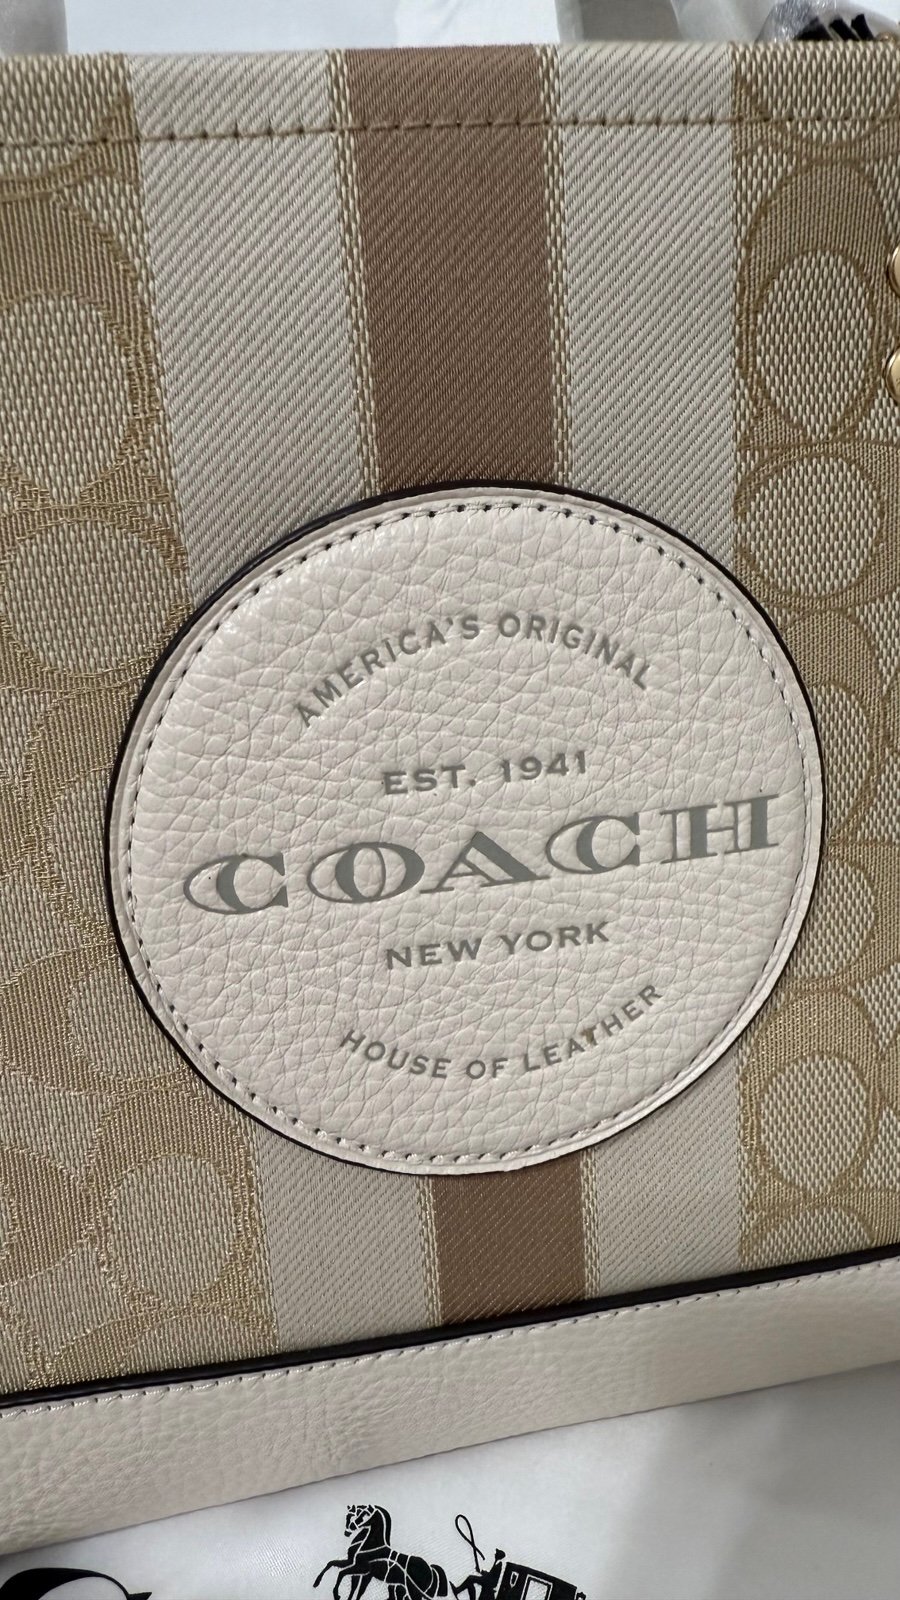 AMERICA'S ORIGINAL
EST. 1941
COACH
NEW YORK
HOUSE OF LEATHER